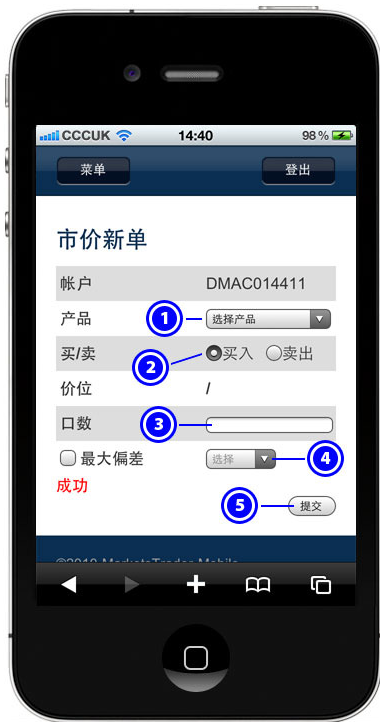 CCCUK 14:40 98%
菜单 登出
市价新单
帐户 DMAC014411
产品 1 选择产品
买/卖 2 买入 卖出
价位 /
口数 3
最大偏差 选择 4
成功
5 提交